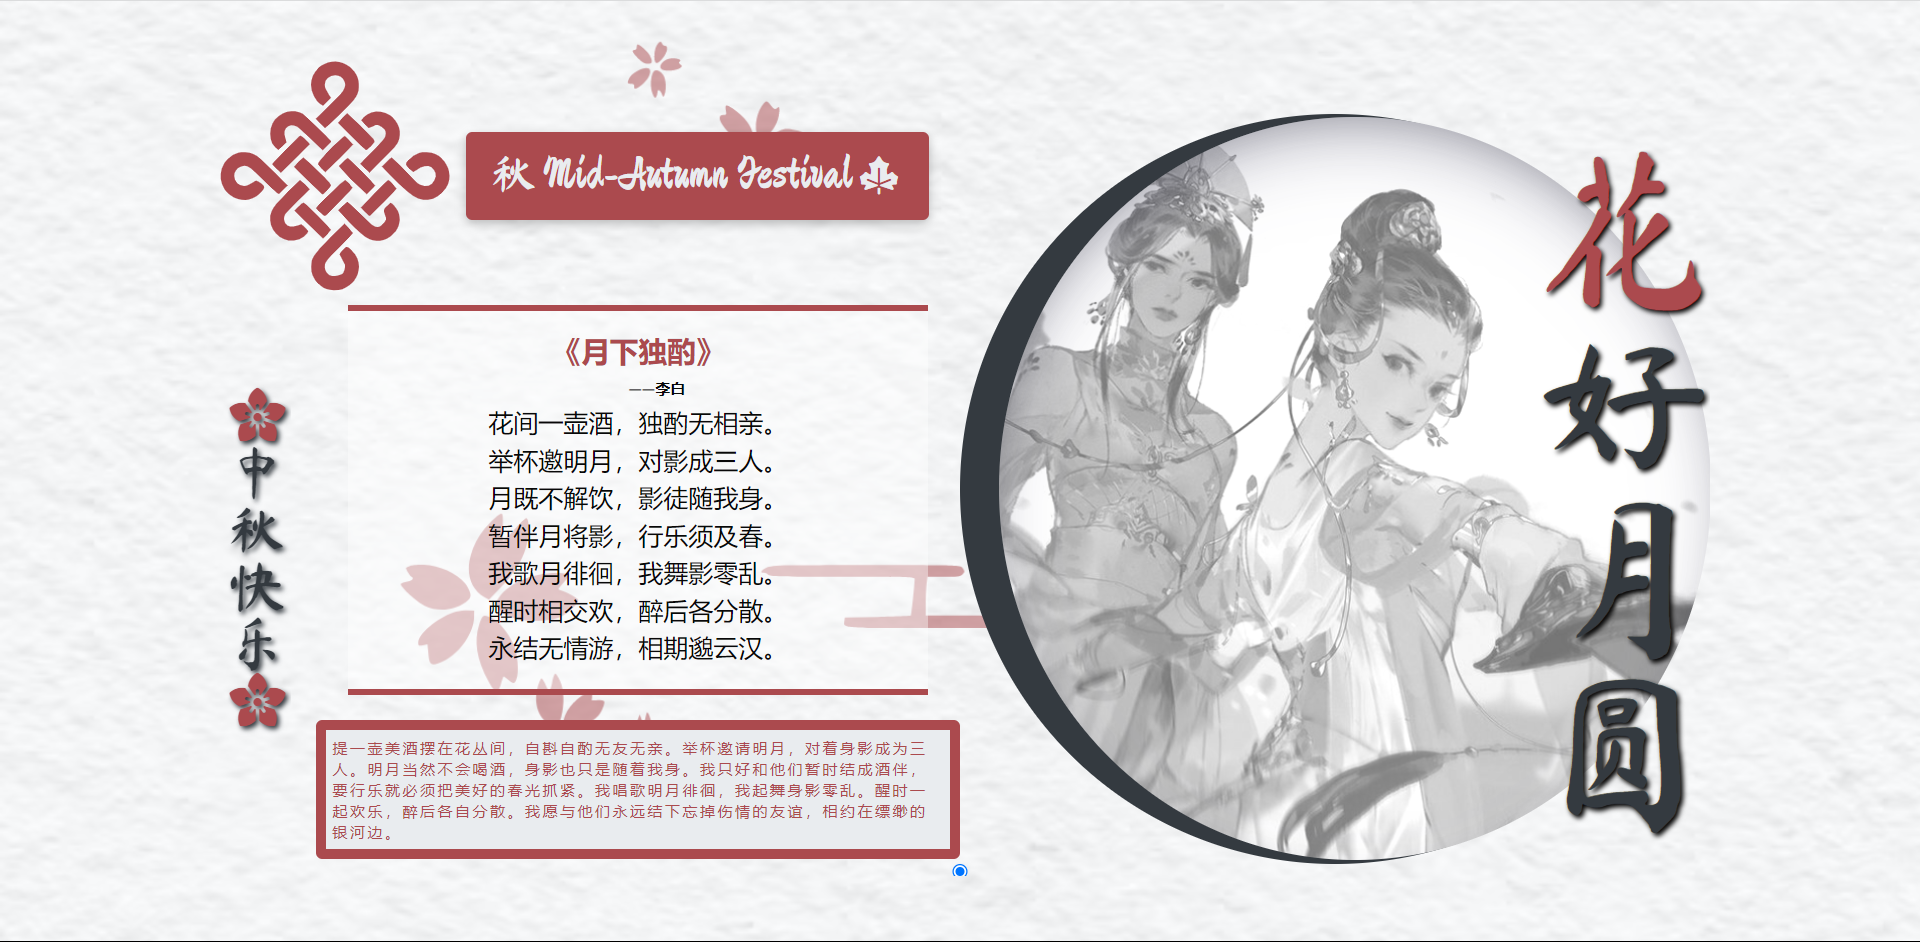 秋 Mid-Autumn Festival
《月下独酌》
——李白
花间一壶酒，独酌无相亲。
举杯邀明月，对影成三人。
月既不解饮，影徒随我身。
暂伴月将影，行乐须及春。
我歌月徘徊，我舞影零乱。
醒时相交欢，醉后各分散。
永结无情游，相期邈云汉。
中秋快乐
提一壶美酒摆在花丛间，自斟自酌无友无亲。举杯邀请明月，对着身影成为三
人。明月当然不会喝酒，身影也只是随着我身。我只好和他们暂时结成酒伴，
要行乐就必须把美好的春光抓紧。我唱歌明月徘徊，我起舞身影零乱。醒时一
起欢乐，醉后各自分散。我愿与他们永远结下忘掉伤情的友谊，相约在缥缈的
银河边。
花好月圆